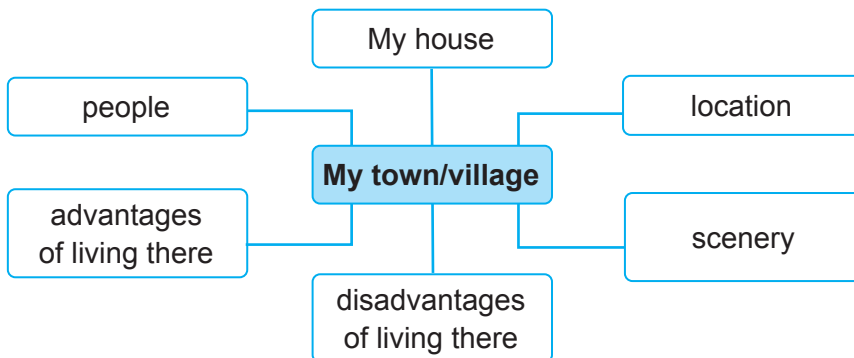 My house
people
location
My town/village
advantages
of living there
scenery
disadvantages
of living there